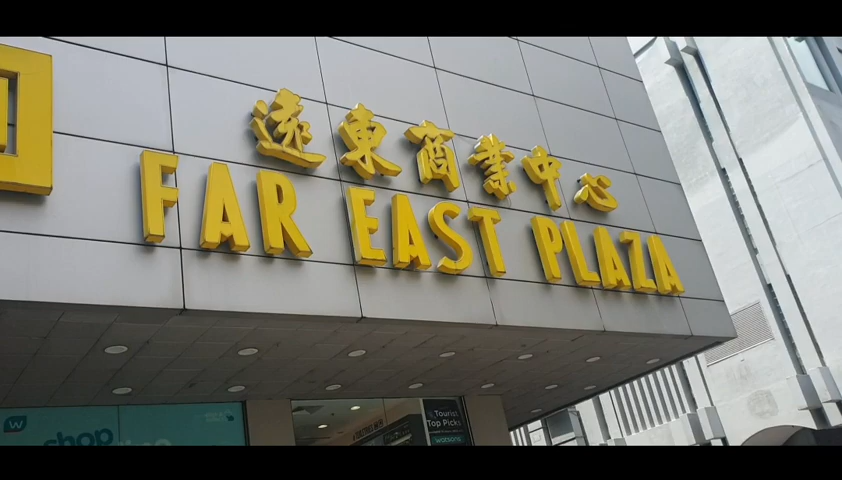 遠東商業中心
FAR EAST PLAZA
shop
Tourist
Top Picks
watsons